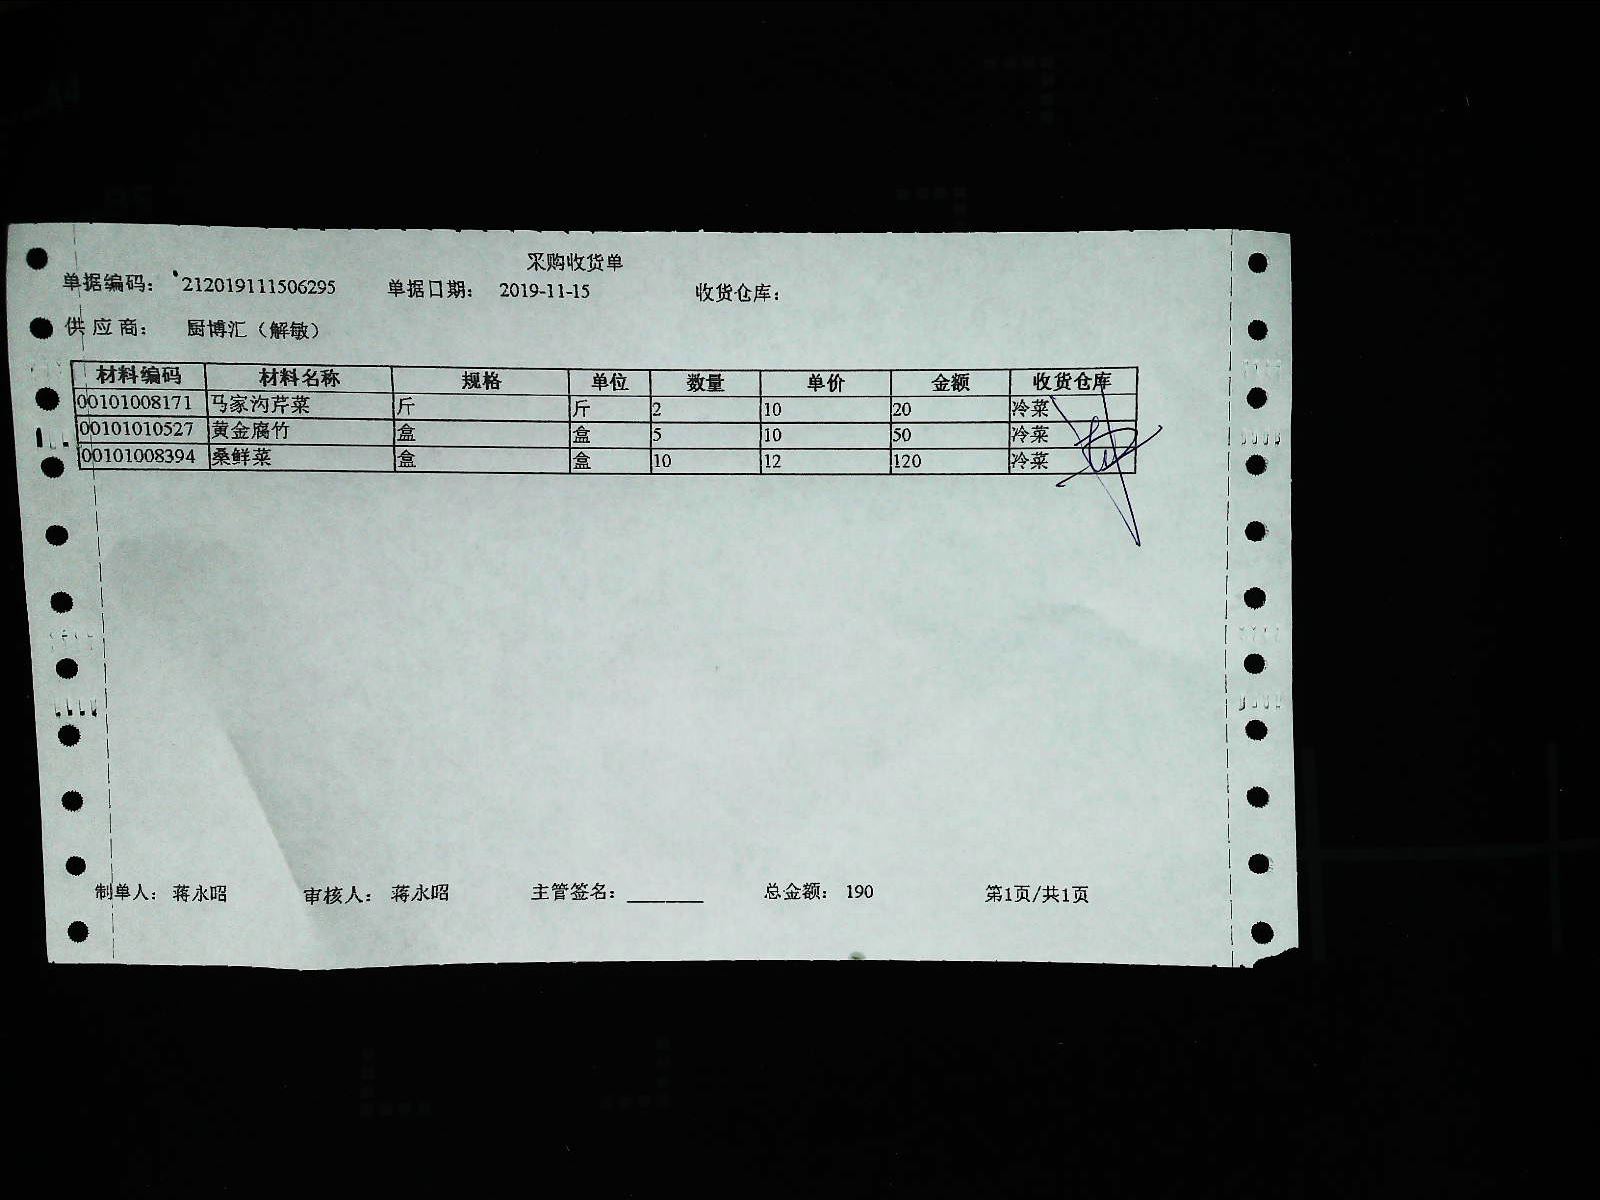 采购收货单
单据编码： 212019111506295 单据日期： 2019-11-15 收货仓库：
供应商： 厨博汇（解敏）
材料编码 材料名称 规格 单位 数量 单价 金额 收货仓库
00101008171 马家沟芹菜 斤 斤 2 10 20 冷菜
00101010527 黄金腐竹 盒 盒 5 10 50 冷菜
00101008394 桑鲜菜 盒 盒 10 12 120 冷菜
制单人： 蒋永昭 审核人： 蒋永昭 主管签名：________ 总金额： 190 第1页/共1页